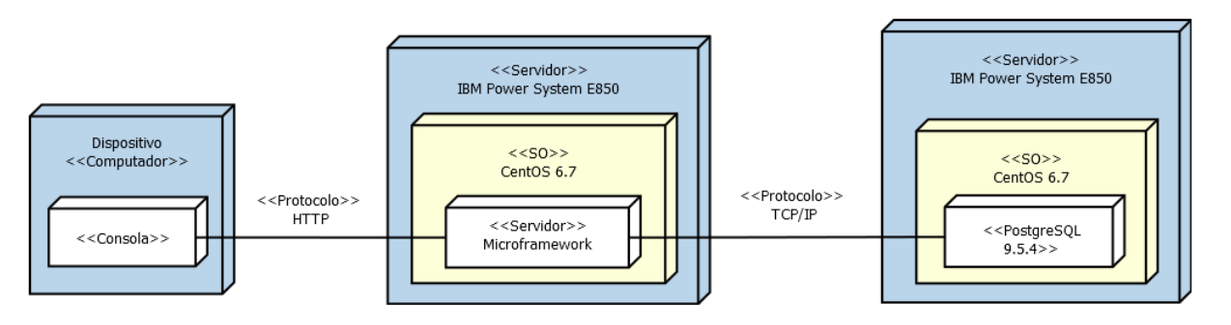 Dispositivo
<<Computador>>
<<Consola>>
<<Protocolo>>
HTTP
<<Servidor>>
IBM Power System E850
<<SO>>
CentOS 6.7
<<Servidor>>
Microframework
<<Protocolo>>
TCP/IP
<<Servidor>>
IBM Power System E850
<<SO>>
CentOS 6.7
<<PostgreSQL
9.5.4>>